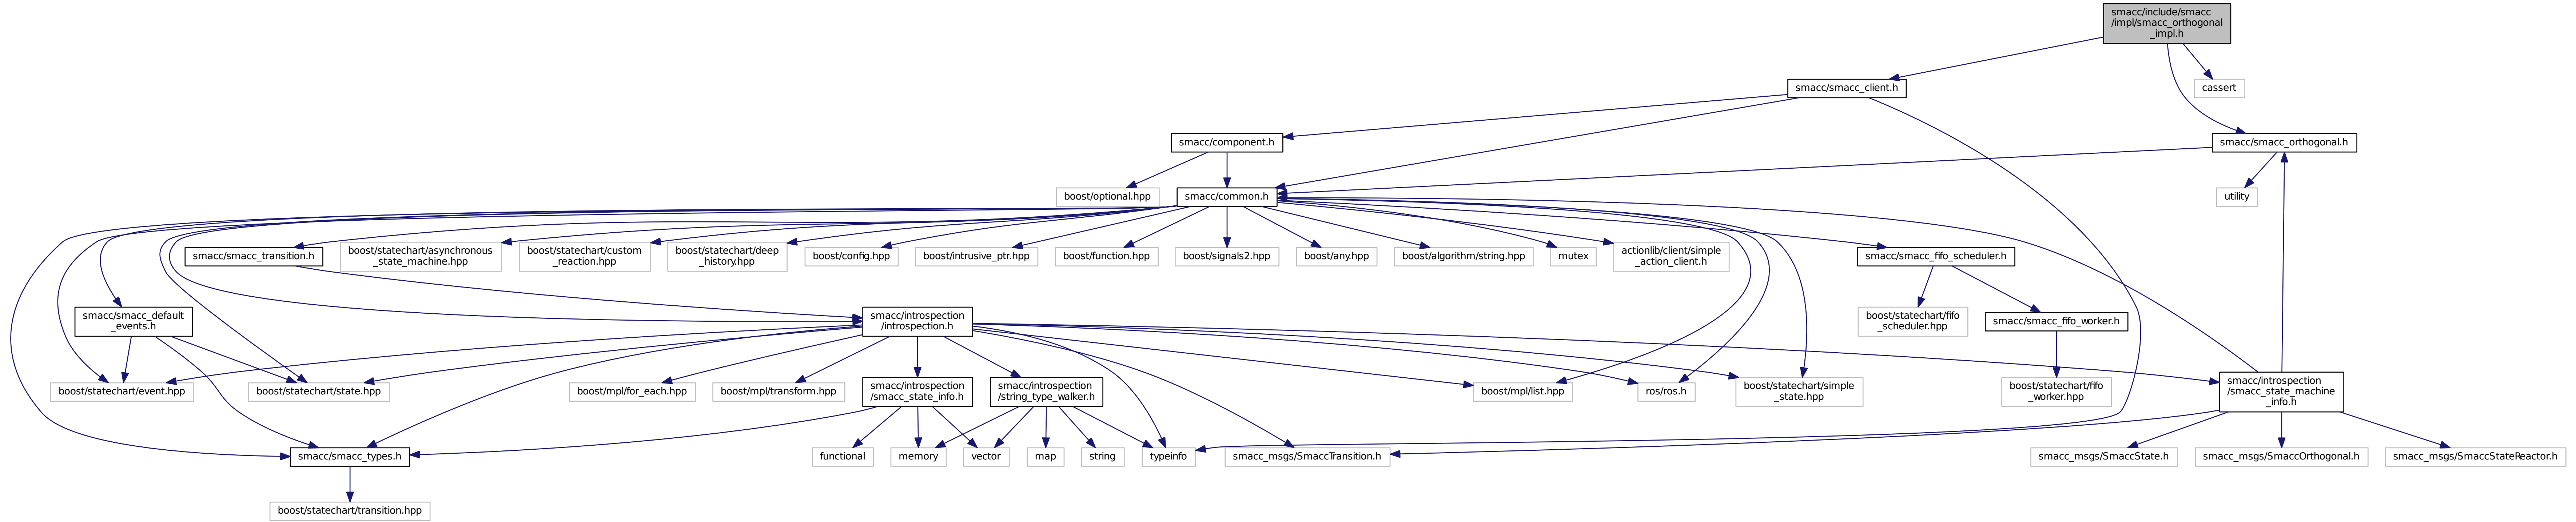 smacc/include/smacc
/impl/smacc_orthogonal
_impl.h
smacc/smacc_client.h
cassert
smacc/component.h
smacc/smacc_orthogonal.h
boost/optional.hpp
smacc/common.h
utility
smacc/smacc_transition.h
boost/statechart/asynchronous
_state_machine.hpp
boost/statechart/custom
_reaction.hpp
boost/statechart/deep
_history.hpp
boost/config.hpp
boost/intrusive_ptr.hpp
boost/function.hpp
boost/signals2.hpp
boost/any.hpp
boost/algorithm/string.hpp
mutex
actionlib/client/simple
_action_client.h
smacc/smacc_fifo_scheduler.h
smacc/smacc_default
_events.h
smacc/introspection
/introspection.h
boost/statechart/fifo
_scheduler.hpp
smacc/smacc_fifo_worker.h
boost/statechart/event.hpp
boost/statechart/state.hpp
boost/mpl/for_each.hpp
boost/mpl/transform.hpp
smacc/introspection
/smacc_state_info.h
smacc/introspection
/string_type_walker.h
boost/mpl/list.hpp
ros/ros.h
boost/statechart/simple
_state.hpp
boost/statechart/fifo
_worker.hpp
smacc/introspection
/smacc_state_machine
_info.h
smacc/smacc_types.h
functional
memory
vector
map
string
typeinfo
smacc_msgs/SmaccTransition.h
smacc_msgs/SmaccState.h
smacc_msgs/SmaccOrthogonal.h
smacc_msgs/SmaccStateReactor.h
boost/statechart/transition.hpp